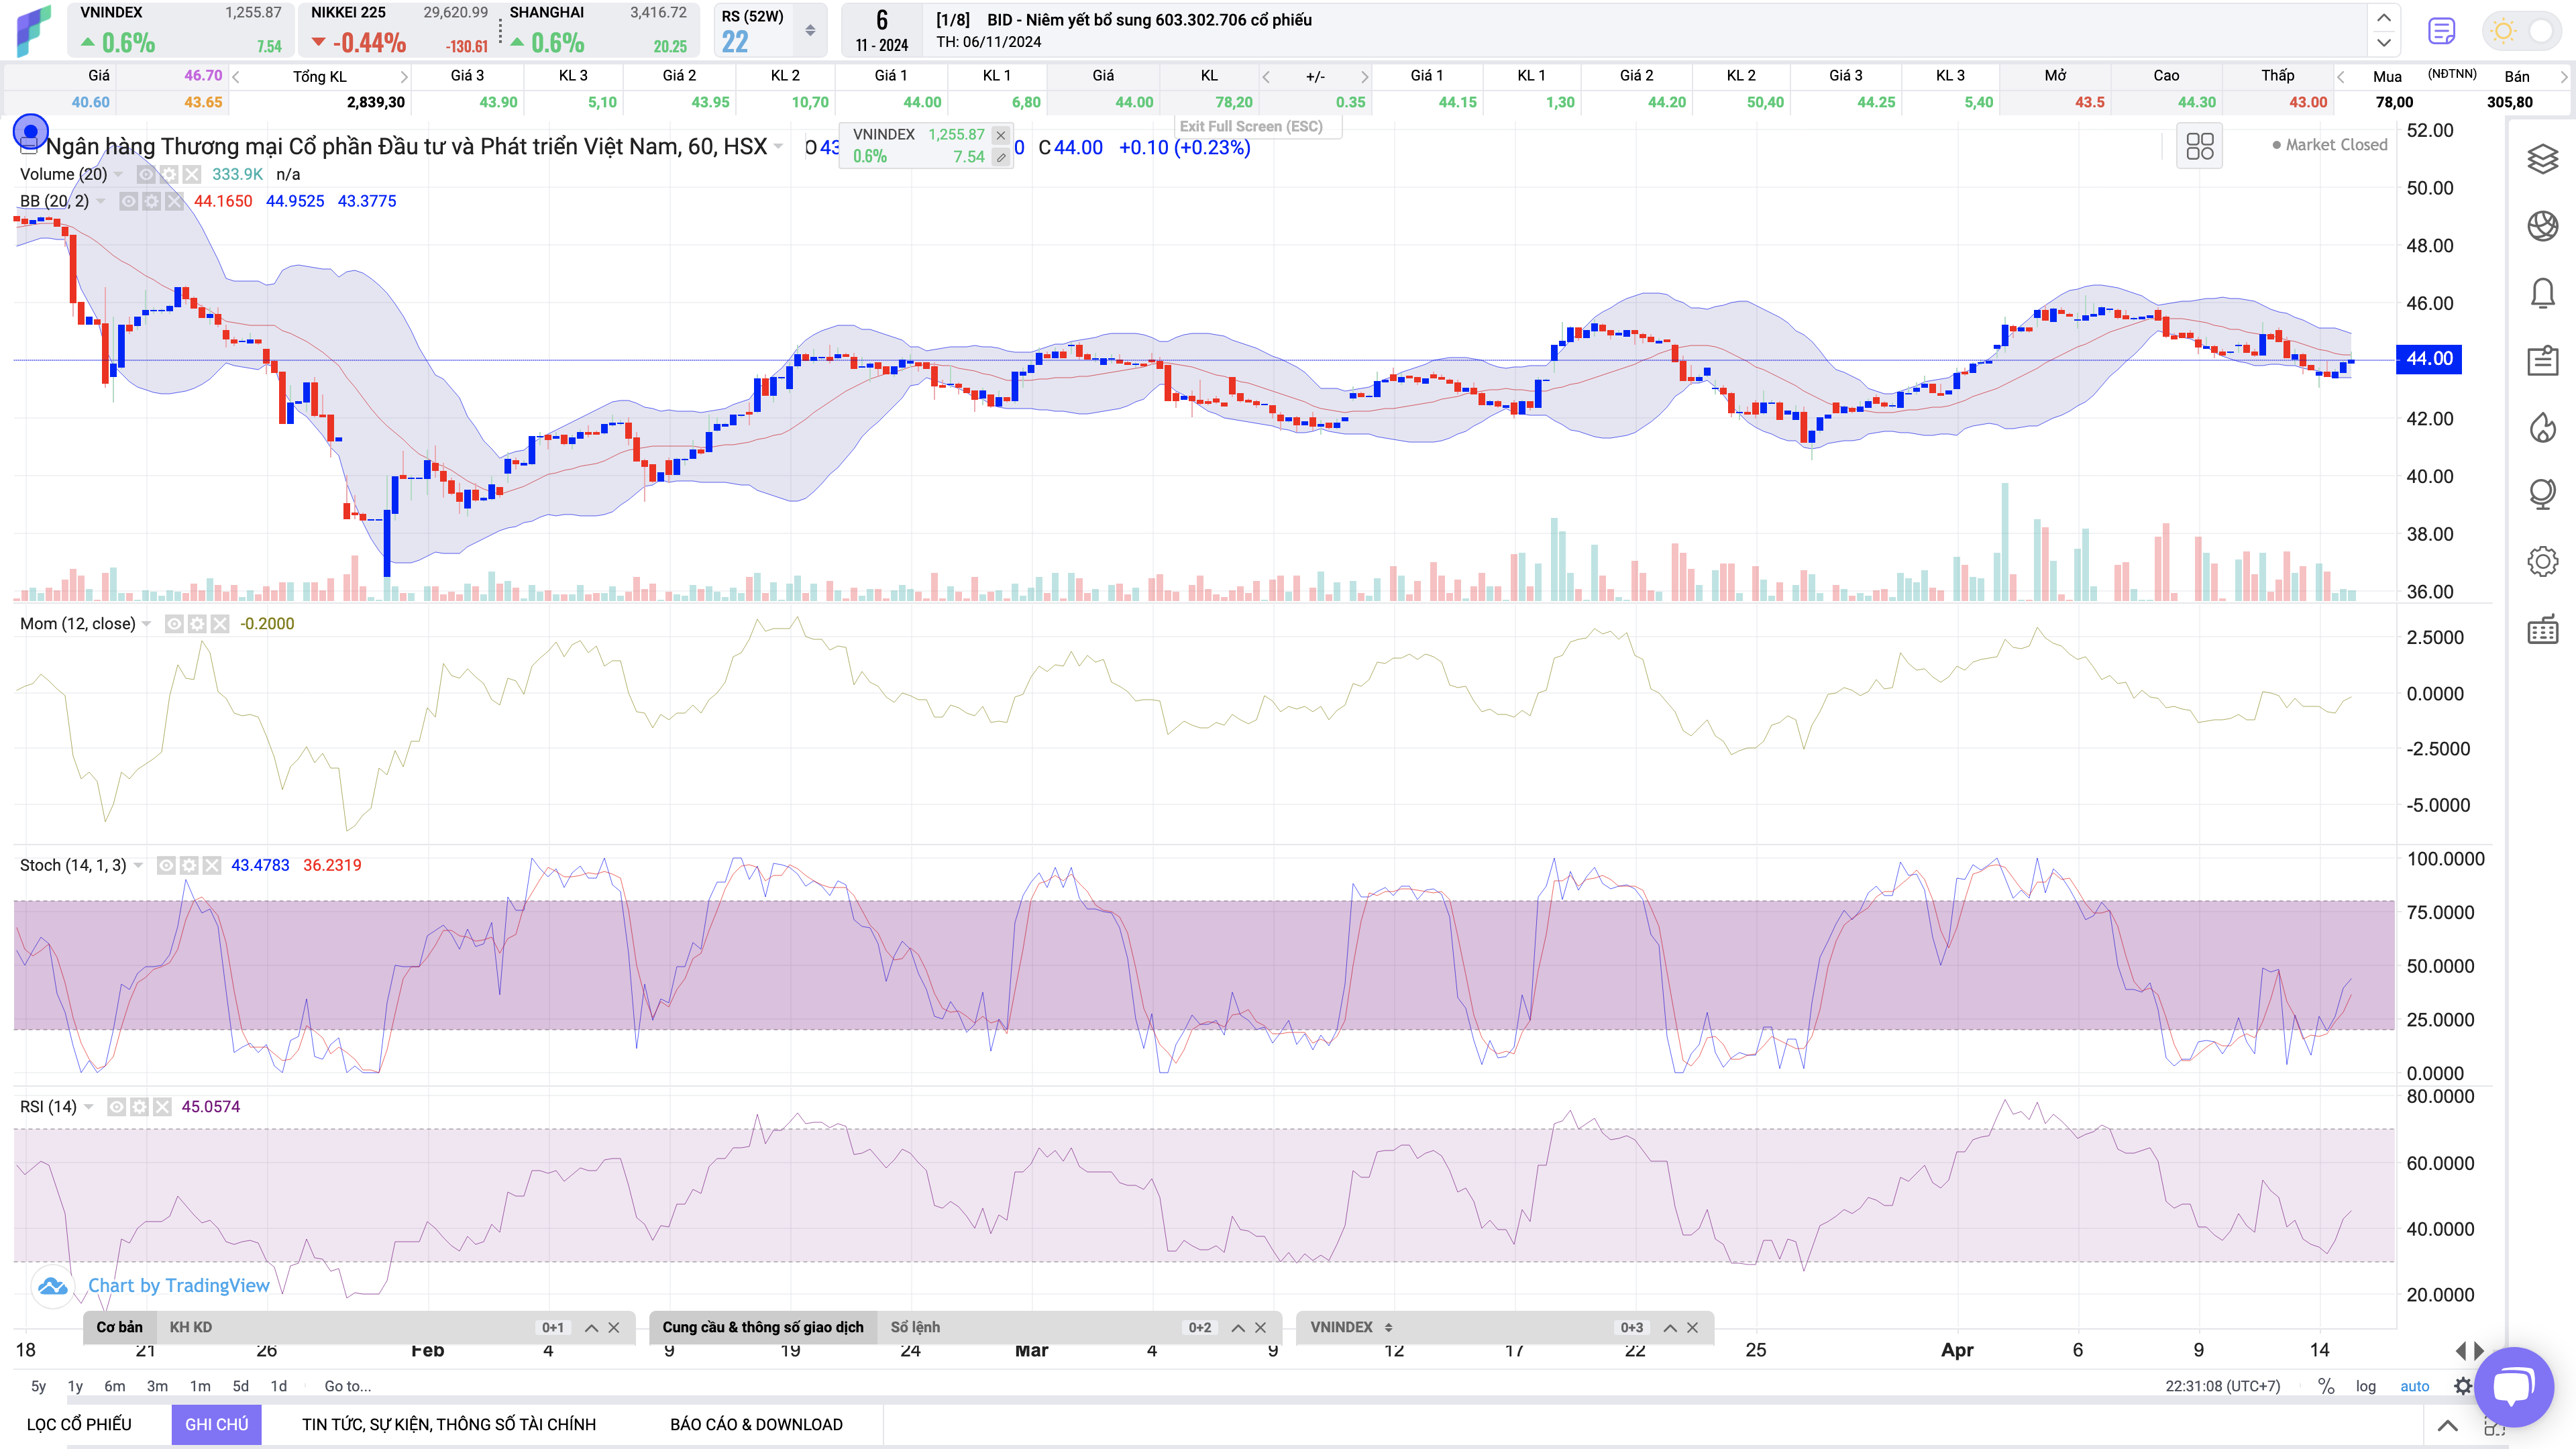 VNINDEX 1,255.87 NIKKEI 225 29,620.99 SHANGHAI 3,416.72 RS (52W) 6 [1/8] BID - Niêm yết bổ sung 603.302.706 cổ phiếu
0.6% 7.54 -0.44% -130.61 0.6% 20.25 22 11 - 2024 TH: 06/11/2024
Giá 46.70 Tổng KL Giá 3 KL 3 Giá 2 KL 2 Giá 1 KL 1 Giá KL +/- Giá 1 KL 1 Giá 2 KL 2 Giá 3 KL 3 Mở Cao Thấp Mua (NĐTNN) Bán
40.60 43.65 2,839,30 43.90 5,10 43.95 10,70 44.00 6,80 44.00 78,20 0.35 44.15 1,30 44.20 50,40 44.25 5,40 43.5 44.30 43.00 78,00 305,80
Exit Full Screen (ESC)
VNINDEX 1,255.87
0.6% 7.54
Ngân hàng Thương mại Cổ phần Đầu tư và Phát triển Việt Nam, 60, HSX O 43 0 C 44.00 +0.10 (+0.23%) Market Closed
Volume (20) 333.9K n/a
BB (20, 2) 44.1650 44.9525 43.3775
52.00
50.00
48.00
46.00
44.00
42.00
40.00
38.00
36.00
Mom (12, close) -0.2000
2.5000
0.0000
-2.5000
-5.0000
Stoch (14, 1, 3) 43.4783 36.2319
100.0000
75.0000
50.0000
25.0000
0.0000
RSI (14) 45.0574
80.0000
60.0000
40.0000
20.0000
Chart by TradingView
Cơ bản KH KD 0+1 Cung cầu & thông số giao dịch Sổ lệnh 0+2 VNINDEX 0+3
18 21 26 Feb 4 9 19 24 Mar 4 9 12 17 22 25 Apr 6 9 14
5y 1y 6m 3m 1m 5d 1d Go to... 22:31:08 (UTC+7) % log auto
LỌC CỔ PHIẾU GHI CHÚ TIN TỨC, SỰ KIỆN, THÔNG SỐ TÀI CHÍNH BÁO CÁO & DOWNLOAD